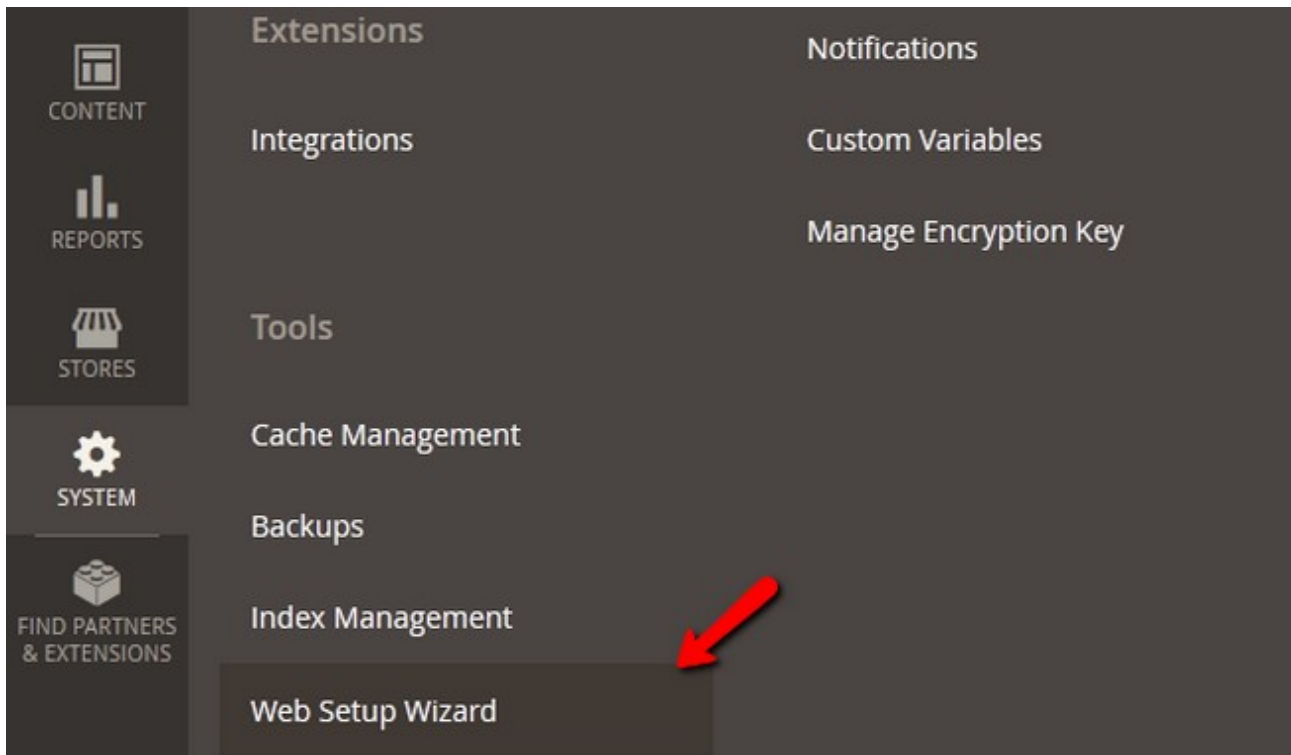 CONTENT
REPORTS
STORES
SYSTEM
FIND PARTNERS
& EXTENSIONS
Extensions
Integrations
Tools
Cache Management
Backups
Index Management
Web Setup Wizard
Notifications
Custom Variables
Manage Encryption Key